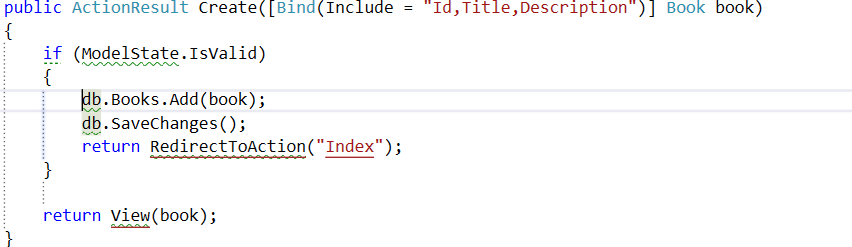 public ActionResult Create([Bind(Include = "Id,Title,Description")] Book book)
{
    if (ModelState.IsValid)
    {
        db.Books.Add(book);
        db.SaveChanges();
        return RedirectToAction("Index");
    }

    return View(book);
}